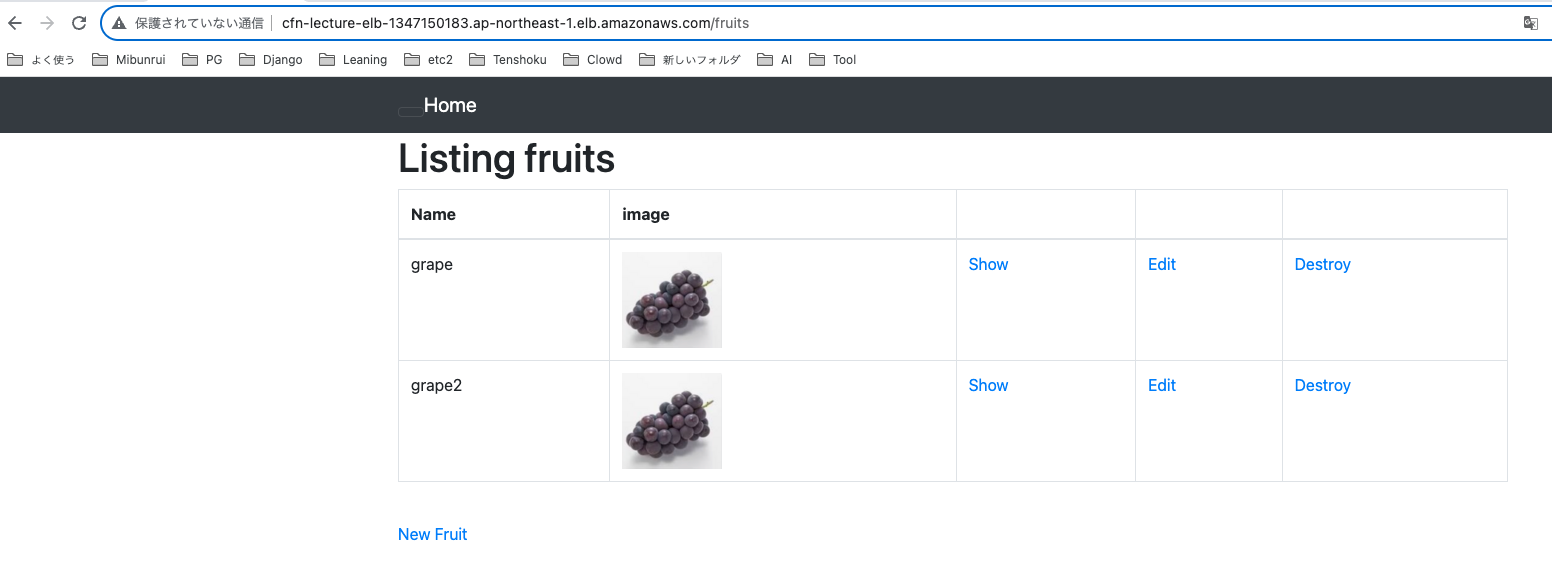 保護されていない通信 cfn-lecture-elb-1347150183.ap-northeast-1.elb.amazonaws.com/fruits
よく使う Mibunrui PG Django Leaning etc2 Tenshoku Clowd 新しいフォルダ AI Tool
Home
Listing fruits
Name image
grape Show Edit Destroy
grape2 Show Edit Destroy
New Fruit